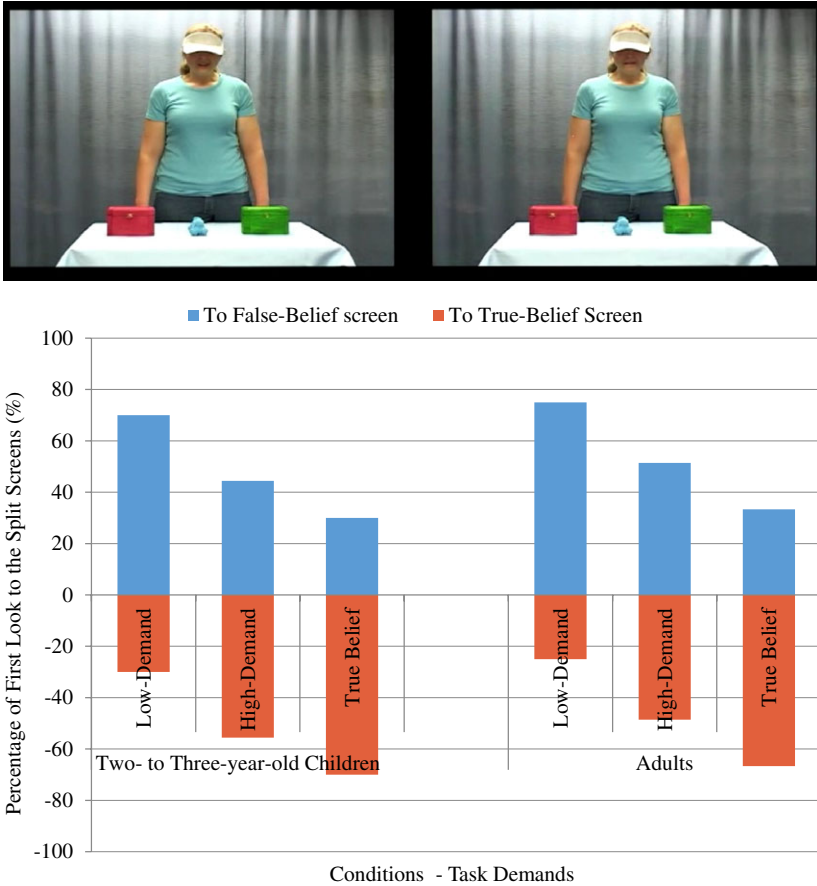 To False-Belief screen To True-Belief Screen
Percentage of First Look to the Split Screens (%)
100
80
60
40
20
0
-20
-40
-60
-80
-100
Low-Demand
High-Demand
True Belief
Low-Demand
High-Demand
True Belief
Two- to Three-year-old Children
Adults
Conditions - Task Demands